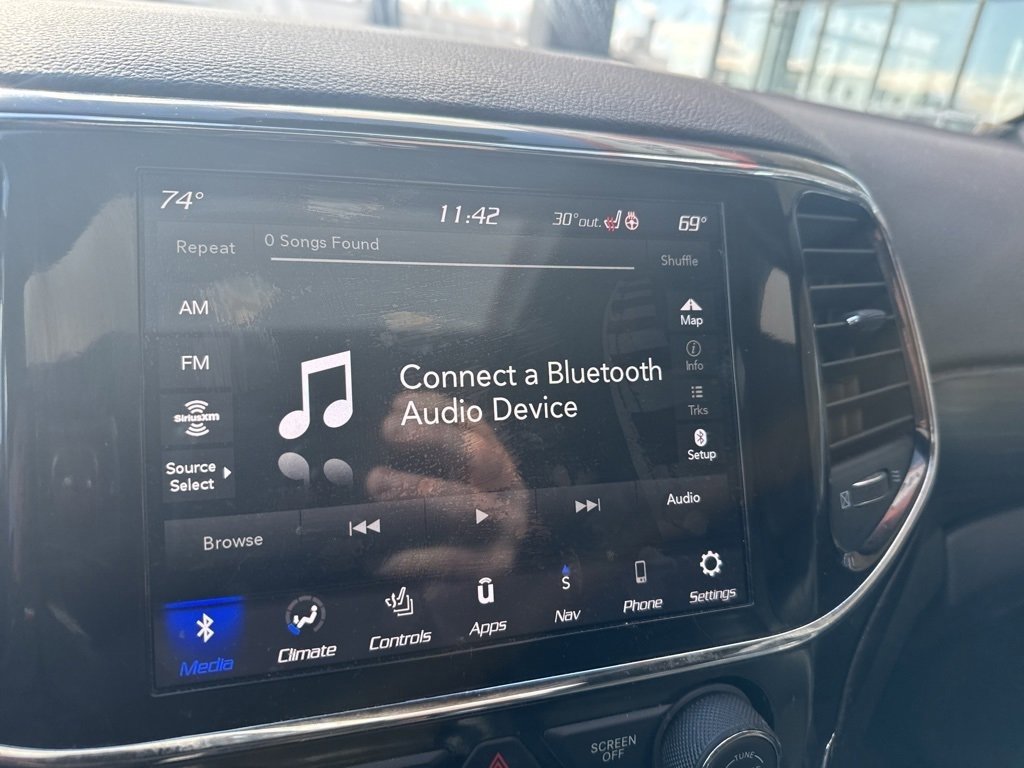 74° 11:42 30°out. 69°
Repeat 0 Songs Found Shuffle
AM
Map
FM
Info
Connect a Bluetooth
Audio Device
SiriusXM
Trks
Source
Select
Setup
Browse Audio
Media Climate Controls Apps Nav Phone Settings
S
SCREEN
OFF
TUNE